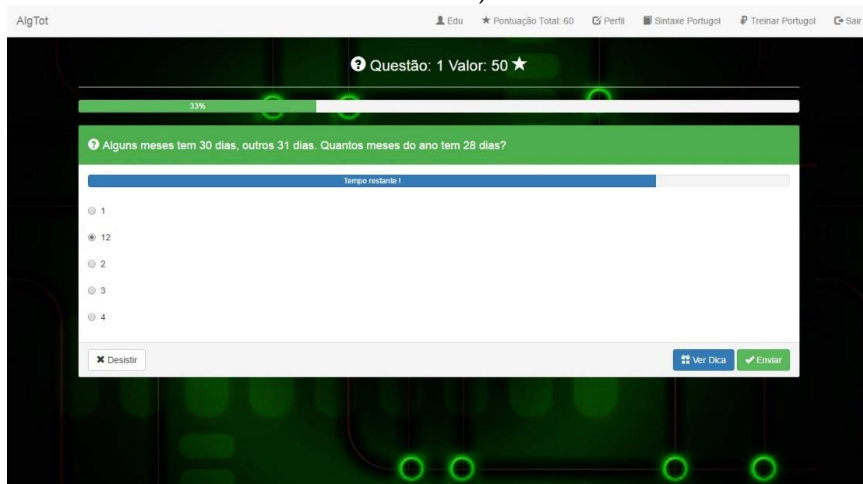 AlgTot Edu Pontuação Total: 60 Perfil Sintaxe Portugol Treinar Portugol Sair
Questão: 1 Valor: 50
33%
Alguns meses tem 30 dias, outros 31 dias. Quantos meses do ano tem 28 dias?
Tempo restante !
1
12
2
3
4
Desistir Ver Dica Enviar